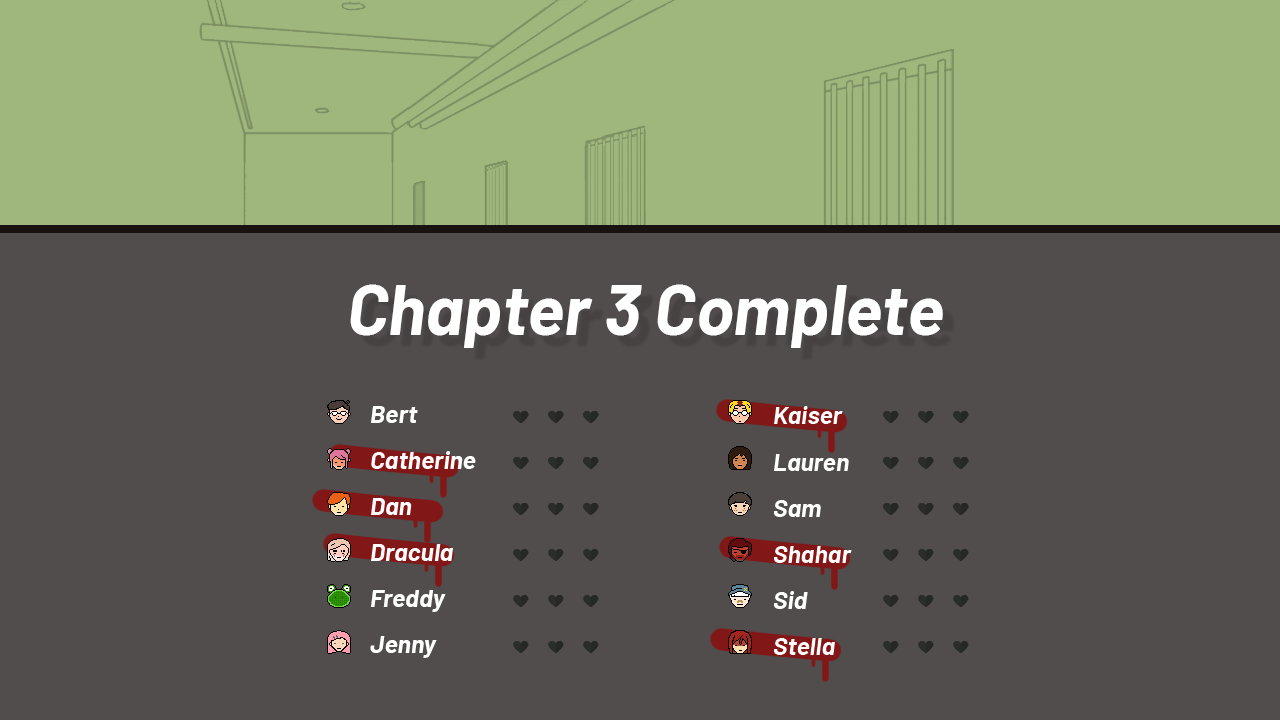 Chapter 3 Complete
Bert
Catherine
Dan
Dracula
Freddy
Jenny
Kaiser
Lauren
Sam
Shahar
Sid
Stella